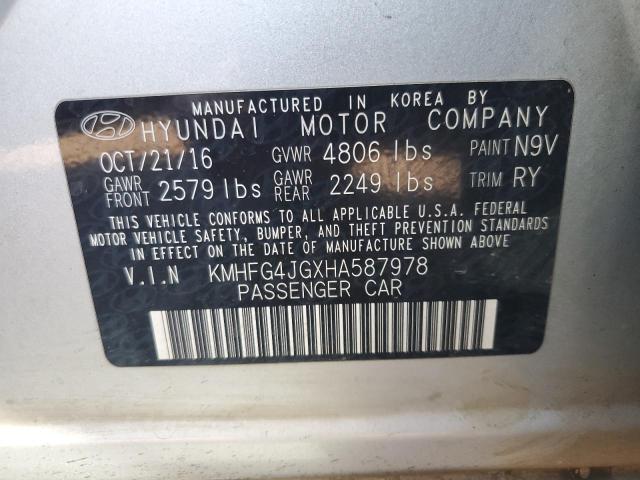 MANUFACTURED IN KOREA BY
HYUNDAI MOTOR COMPANY
OCT/21/16 GVWR 4806 lbs PAINT N9V
GAWR FRONT 2579 lbs GAWR REAR 2249 lbs TRIM RY
THIS VEHICLE CONFORMS TO ALL APPLICABLE U.S.A. FEDERAL
MOTOR VEHICLE SAFETY, BUMPER, AND THEFT PREVENTION STANDARDS
IN EFFECT ON THE DATE OF MANUFACTURE SHOWN ABOVE
V.I.N KMHFG4JGXHA587978
PASSENGER CAR